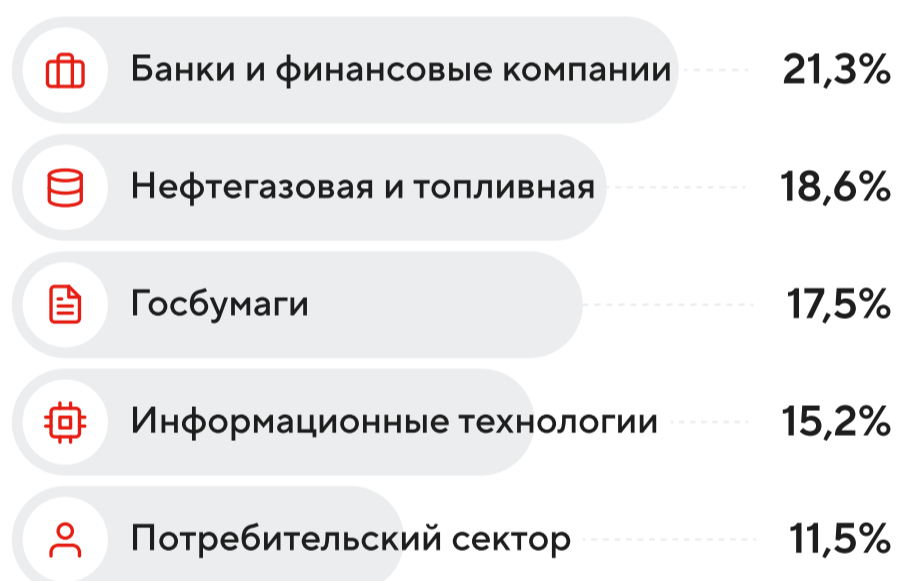 Банки и финансовые компании 21,3%
Нефтегазовая и топливная 18,6%
Госбумаги 17,5%
Информационные технологии 15,2%
Потребительский сектор 11,5%